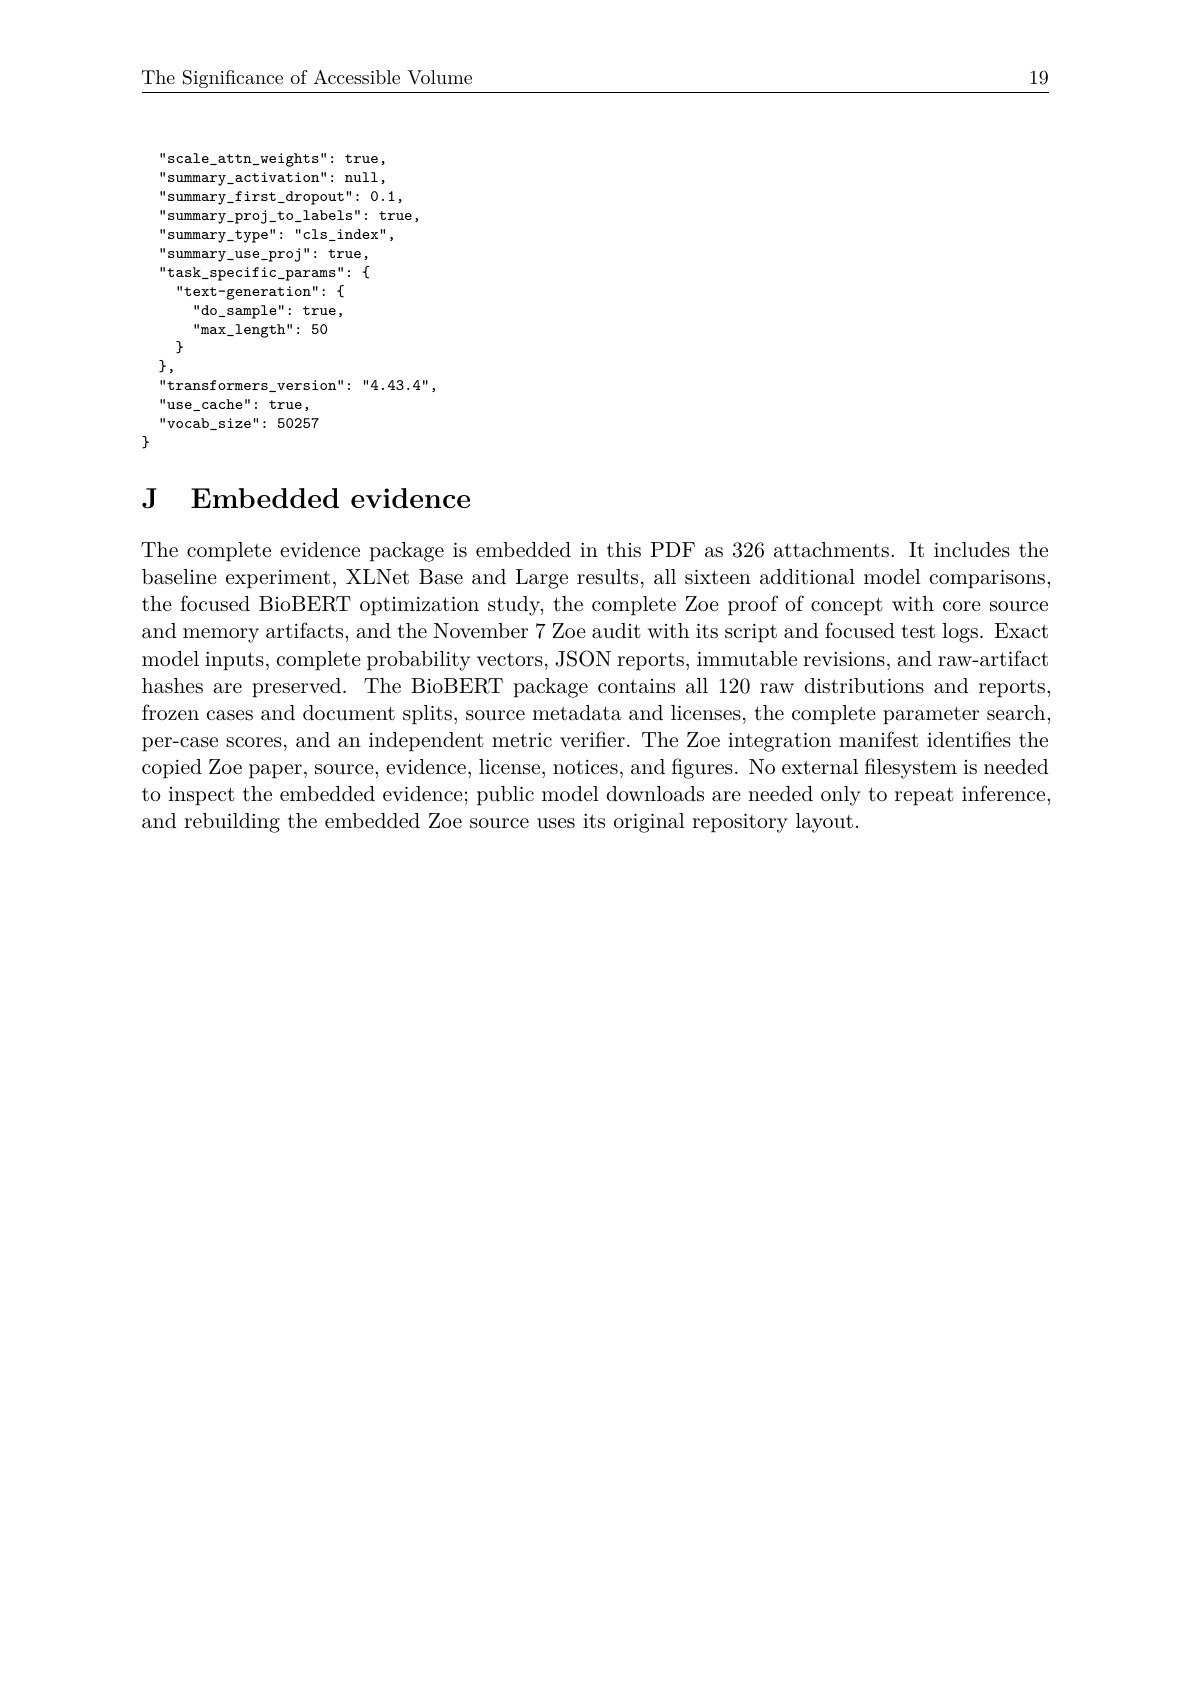 The Significance of Accessible Volume 19
"scale_attn_weights": true,
"summary_activation": null,
"summary_first_dropout": 0.1,
"summary_proj_to_labels": true,
"summary_type": "cls_index",
"summary_use_proj": true,
"task_specific_params": {
"text-generation": {
"do_sample": true,
"max_length": 50
}
},
"transformers_version": "4.43.4",
"use_cache": true,
"vocab_size": 50257
}
J Embedded evidence
The complete evidence package is embedded in this PDF as 326 attachments. It includes the
baseline experiment, XLNet Base and Large results, all sixteen additional model comparisons,
the focused BioBERT optimization study, the complete Zoe proof of concept with core source
and memory artifacts, and the November 7 Zoe audit with its script and focused test logs. Exact
model inputs, complete probability vectors, JSON reports, immutable revisions, and raw-artifact
hashes are preserved. The BioBERT package contains all 120 raw distributions and reports,
frozen cases and document splits, source metadata and licenses, the complete parameter search,
per-case scores, and an independent metric verifier. The Zoe integration manifest identifies the
copied Zoe paper, source, evidence, license, notices, and figures. No external filesystem is needed
to inspect the embedded evidence; public model downloads are needed only to repeat inference,
and rebuilding the embedded Zoe source uses its original repository layout.